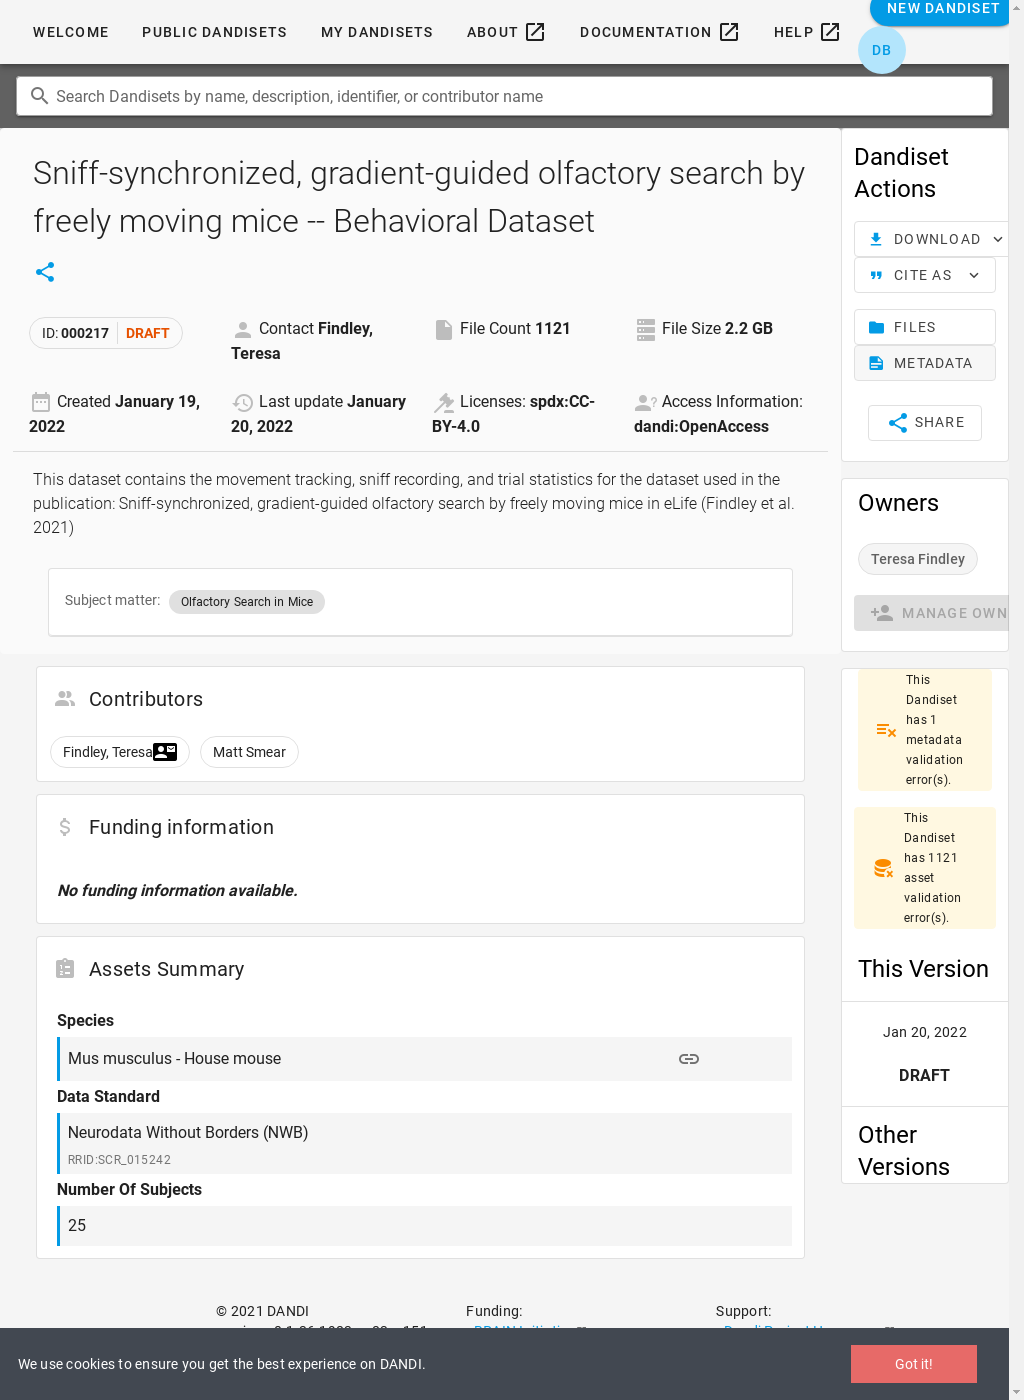 WELCOME
PUBLIC DANDISETS
MY DANDISETS
ABOUT
DOCUMENTATION
HELP
NEW DANDISET
DB
Search Dandisets by name, description, identifier, or contributor name
Sniff-synchronized, gradient-guided olfactory search by
freely moving mice -- Behavioral Dataset
ID: 000217 DRAFT
Contact Findley,
Teresa
File Count 1121
File Size 2.2 GB
Created January 19,
2022
Last update January
20, 2022
Licenses: spdx:CC-
BY-4.0
Access Information:
dandi:OpenAccess
This dataset contains the movement tracking, sniff recording, and trial statistics for the dataset used in the
publication: Sniff-synchronized, gradient-guided olfactory search by freely moving mice in eLife (Findley et al.
2021)
Subject matter: Olfactory Search in Mice
Contributors
Findley, Teresa
Matt Smear
Funding information
No funding information available.
Assets Summary
Species
Mus musculus - House mouse
Data Standard
Neurodata Without Borders (NWB)
RRID:SCR_015242
Number Of Subjects
25
Dandiset
Actions
DOWNLOAD
CITE AS
FILES
METADATA
SHARE
Owners
Teresa Findley
MANAGE OWN
This
Dandiset
has 1
metadata
validation
error(s).
This
Dandiset
has 1121
asset
validation
error(s).
This Version
Jan 20, 2022
DRAFT
Other
Versions
© 2021 DANDI
Funding:
Support:
We use cookies to ensure you get the best experience on DANDI.
Got it!